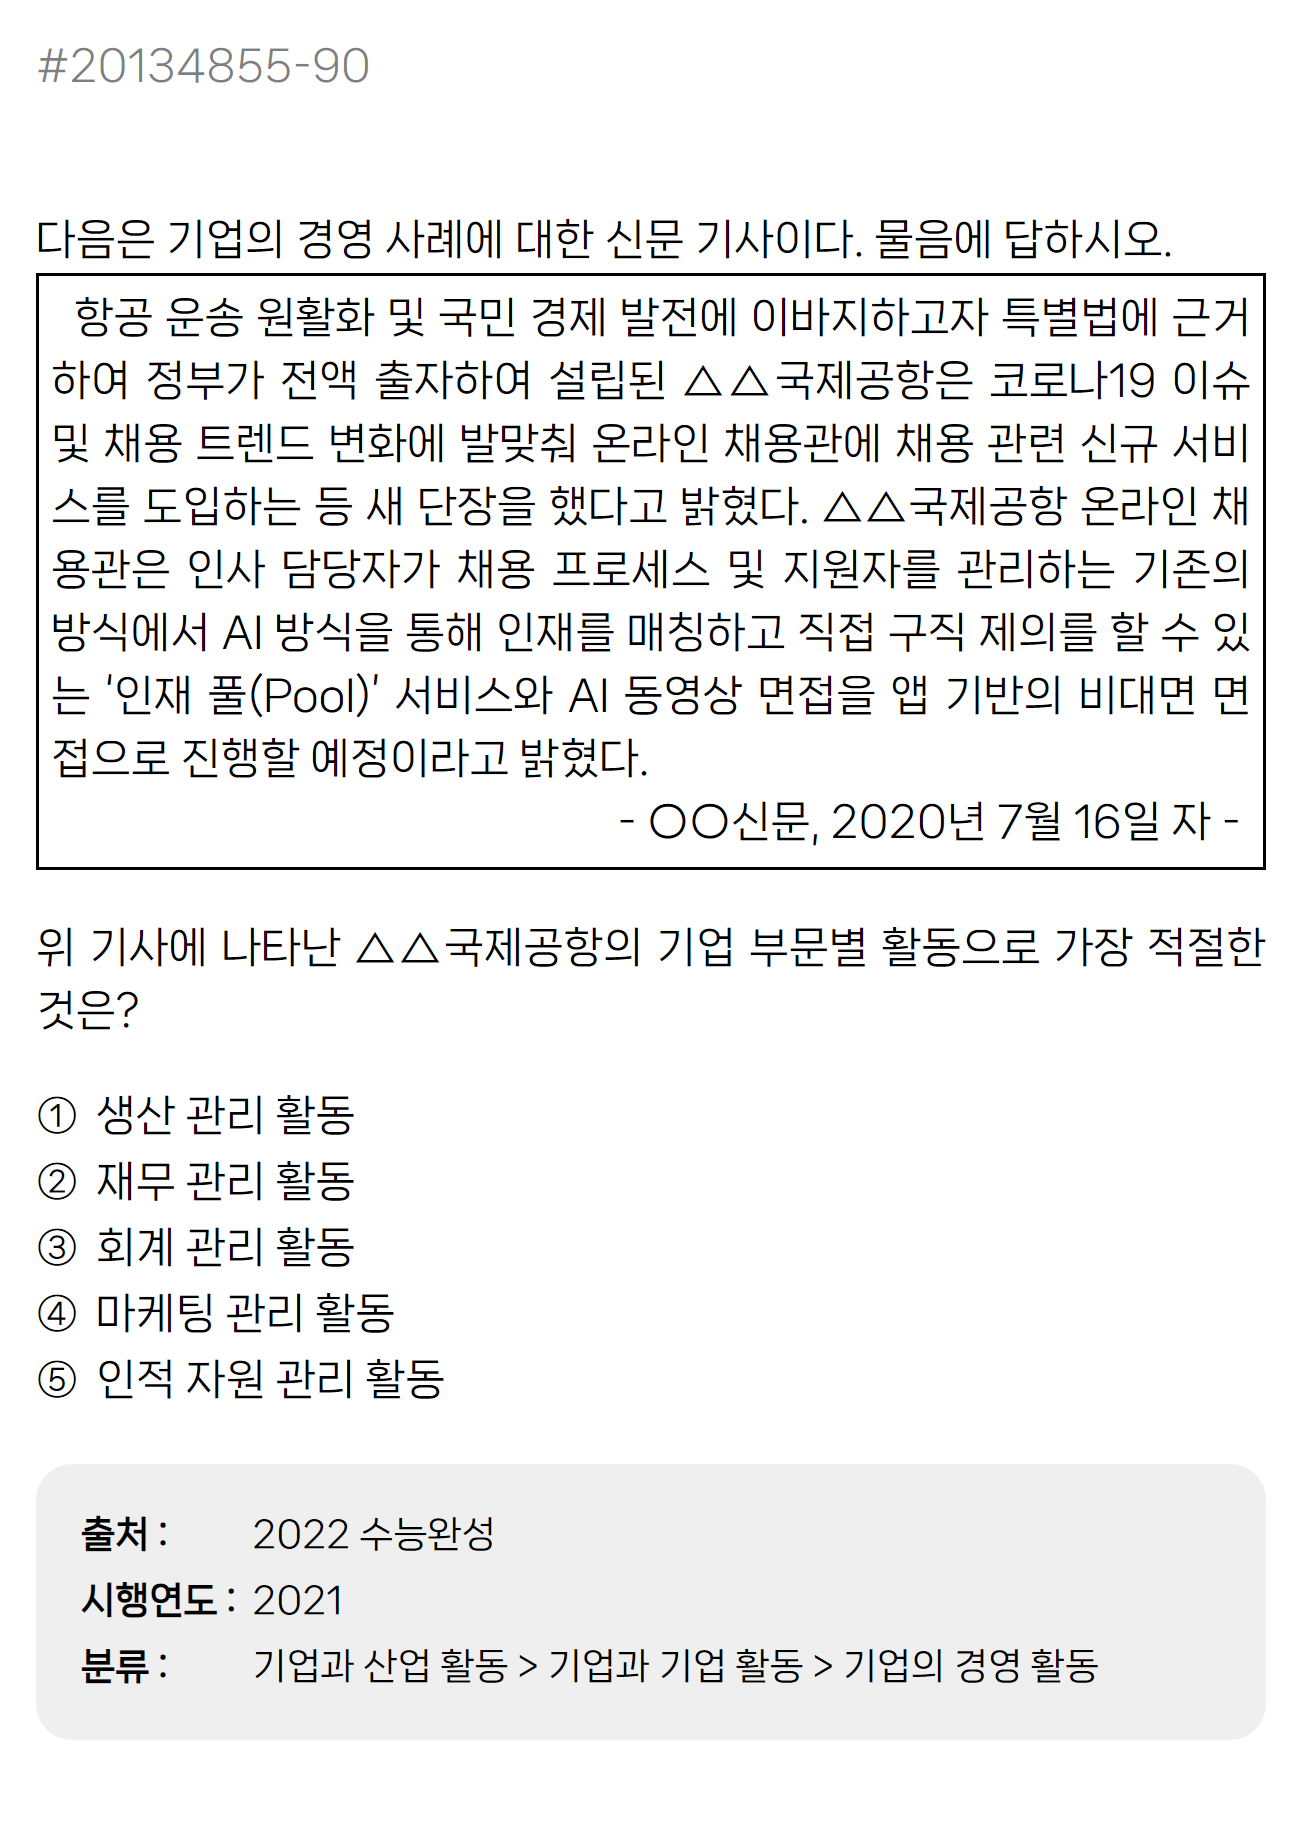 #20134855-90
다음은 기업의 경영 사례에 대한 신문 기사이다. 물음에 답하시오.
항공 운송 원활화 및 국민 경제 발전에 이바지하고자 특별법에 근거
하여 정부가 전액 출자하여 설립된 △△국제공항은 코로나19 이슈
및 채용 트렌드 변화에 발맞춰 온라인 채용관에 채용 관련 신규 서비
스를 도입하는 등 새 단장을 했다고 밝혔다. △△국제공항 온라인 채
용관은 인사 담당자가 채용 프로세스 및 지원자를 관리하는 기존의
방식에서 AI 방식을 통해 인재를 매칭하고 직접 구직 제의를 할 수 있
는 ‘인재 풀(Pool)’ 서비스와 AI 동영상 면접을 앱 기반의 비대면 면
접으로 진행할 예정이라고 밝혔다.
- ○○신문, 2020년 7월 16일 자 -
위 기사에 나타난 △△국제공항의 기업 부문별 활동으로 가장 적절한
것은?
① 생산 관리 활동
② 재무 관리 활동
③ 회계 관리 활동
④ 마케팅 관리 활동
⑤ 인적 자원 관리 활동
출처 : 2022 수능완성
시행연도 : 2021
분류 : 기업과 산업 활동 > 기업과 기업 활동 > 기업의 경영 활동